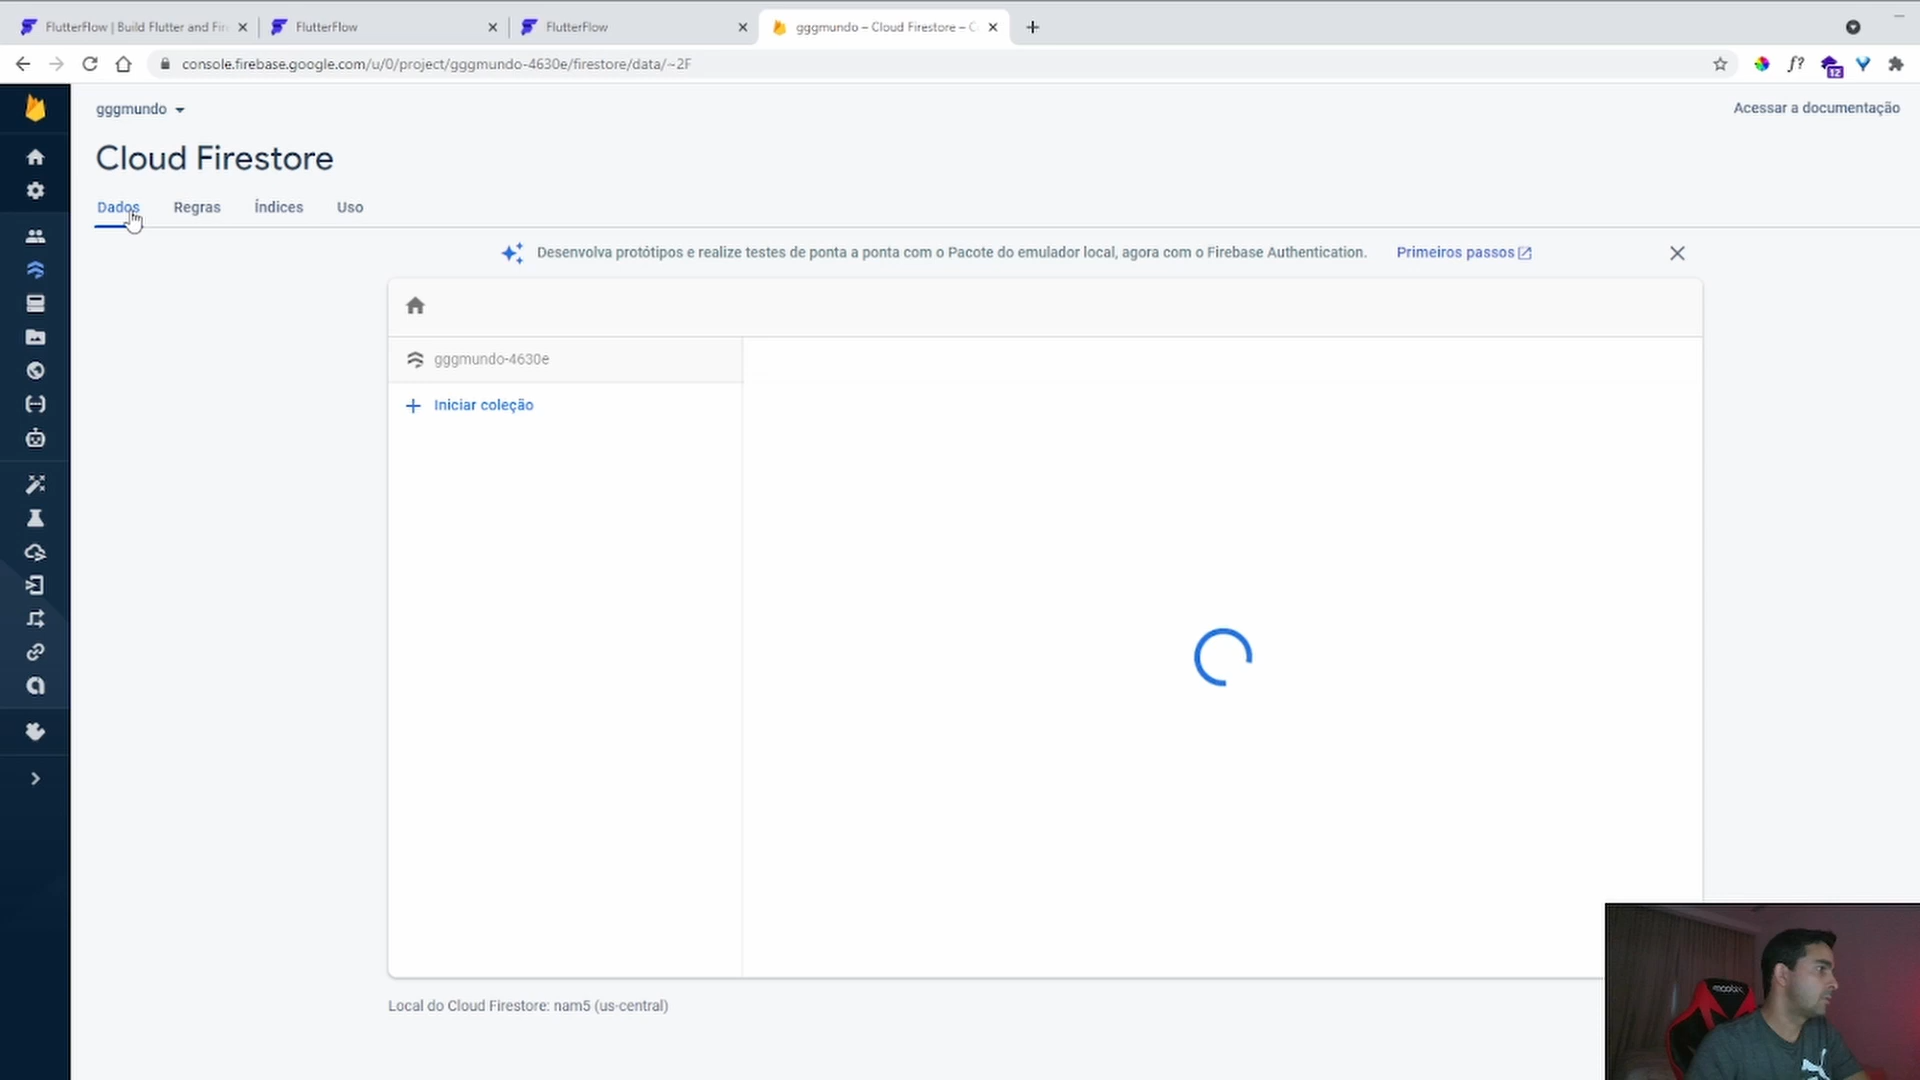 FlutterFlow | Build Flutter and Fir
FlutterFlow
FlutterFlow
gggmundo – Cloud Firestore – C
console.firebase.google.com/u/0/project/gggmundo-4630e/firestore/data/~2F
f?
12
gggmundo
Acessar a documentação
Cloud Firestore
Dados
Regras
Índices
Uso
Desenvolva protótipos e realize testes de ponta a ponta com o Pacote do emulador local, agora com o Firebase Authentication.
Primeiros passos
gggmundo-4630e
Iniciar coleção
Local do Cloud Firestore: nam5 (us-central)